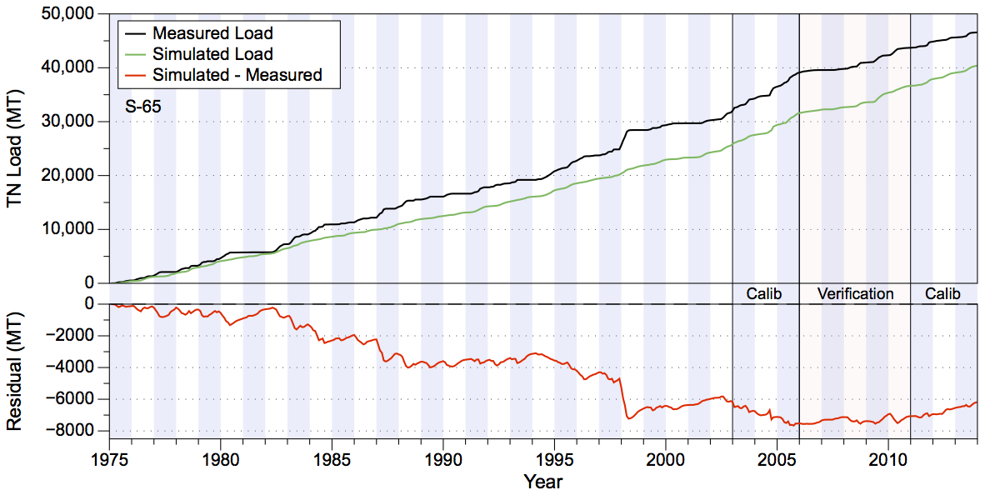 50,000
40,000
30,000
20,000
10,000
0
TN Load (MT)
Measured Load
Simulated Load
Simulated - Measured
S-65
Calib
Verification
Calib
0
−2000
−4000
−6000
−8000
Residual (MT)
1975 1980 1985 1990 1995 2000 2005 2010
Year